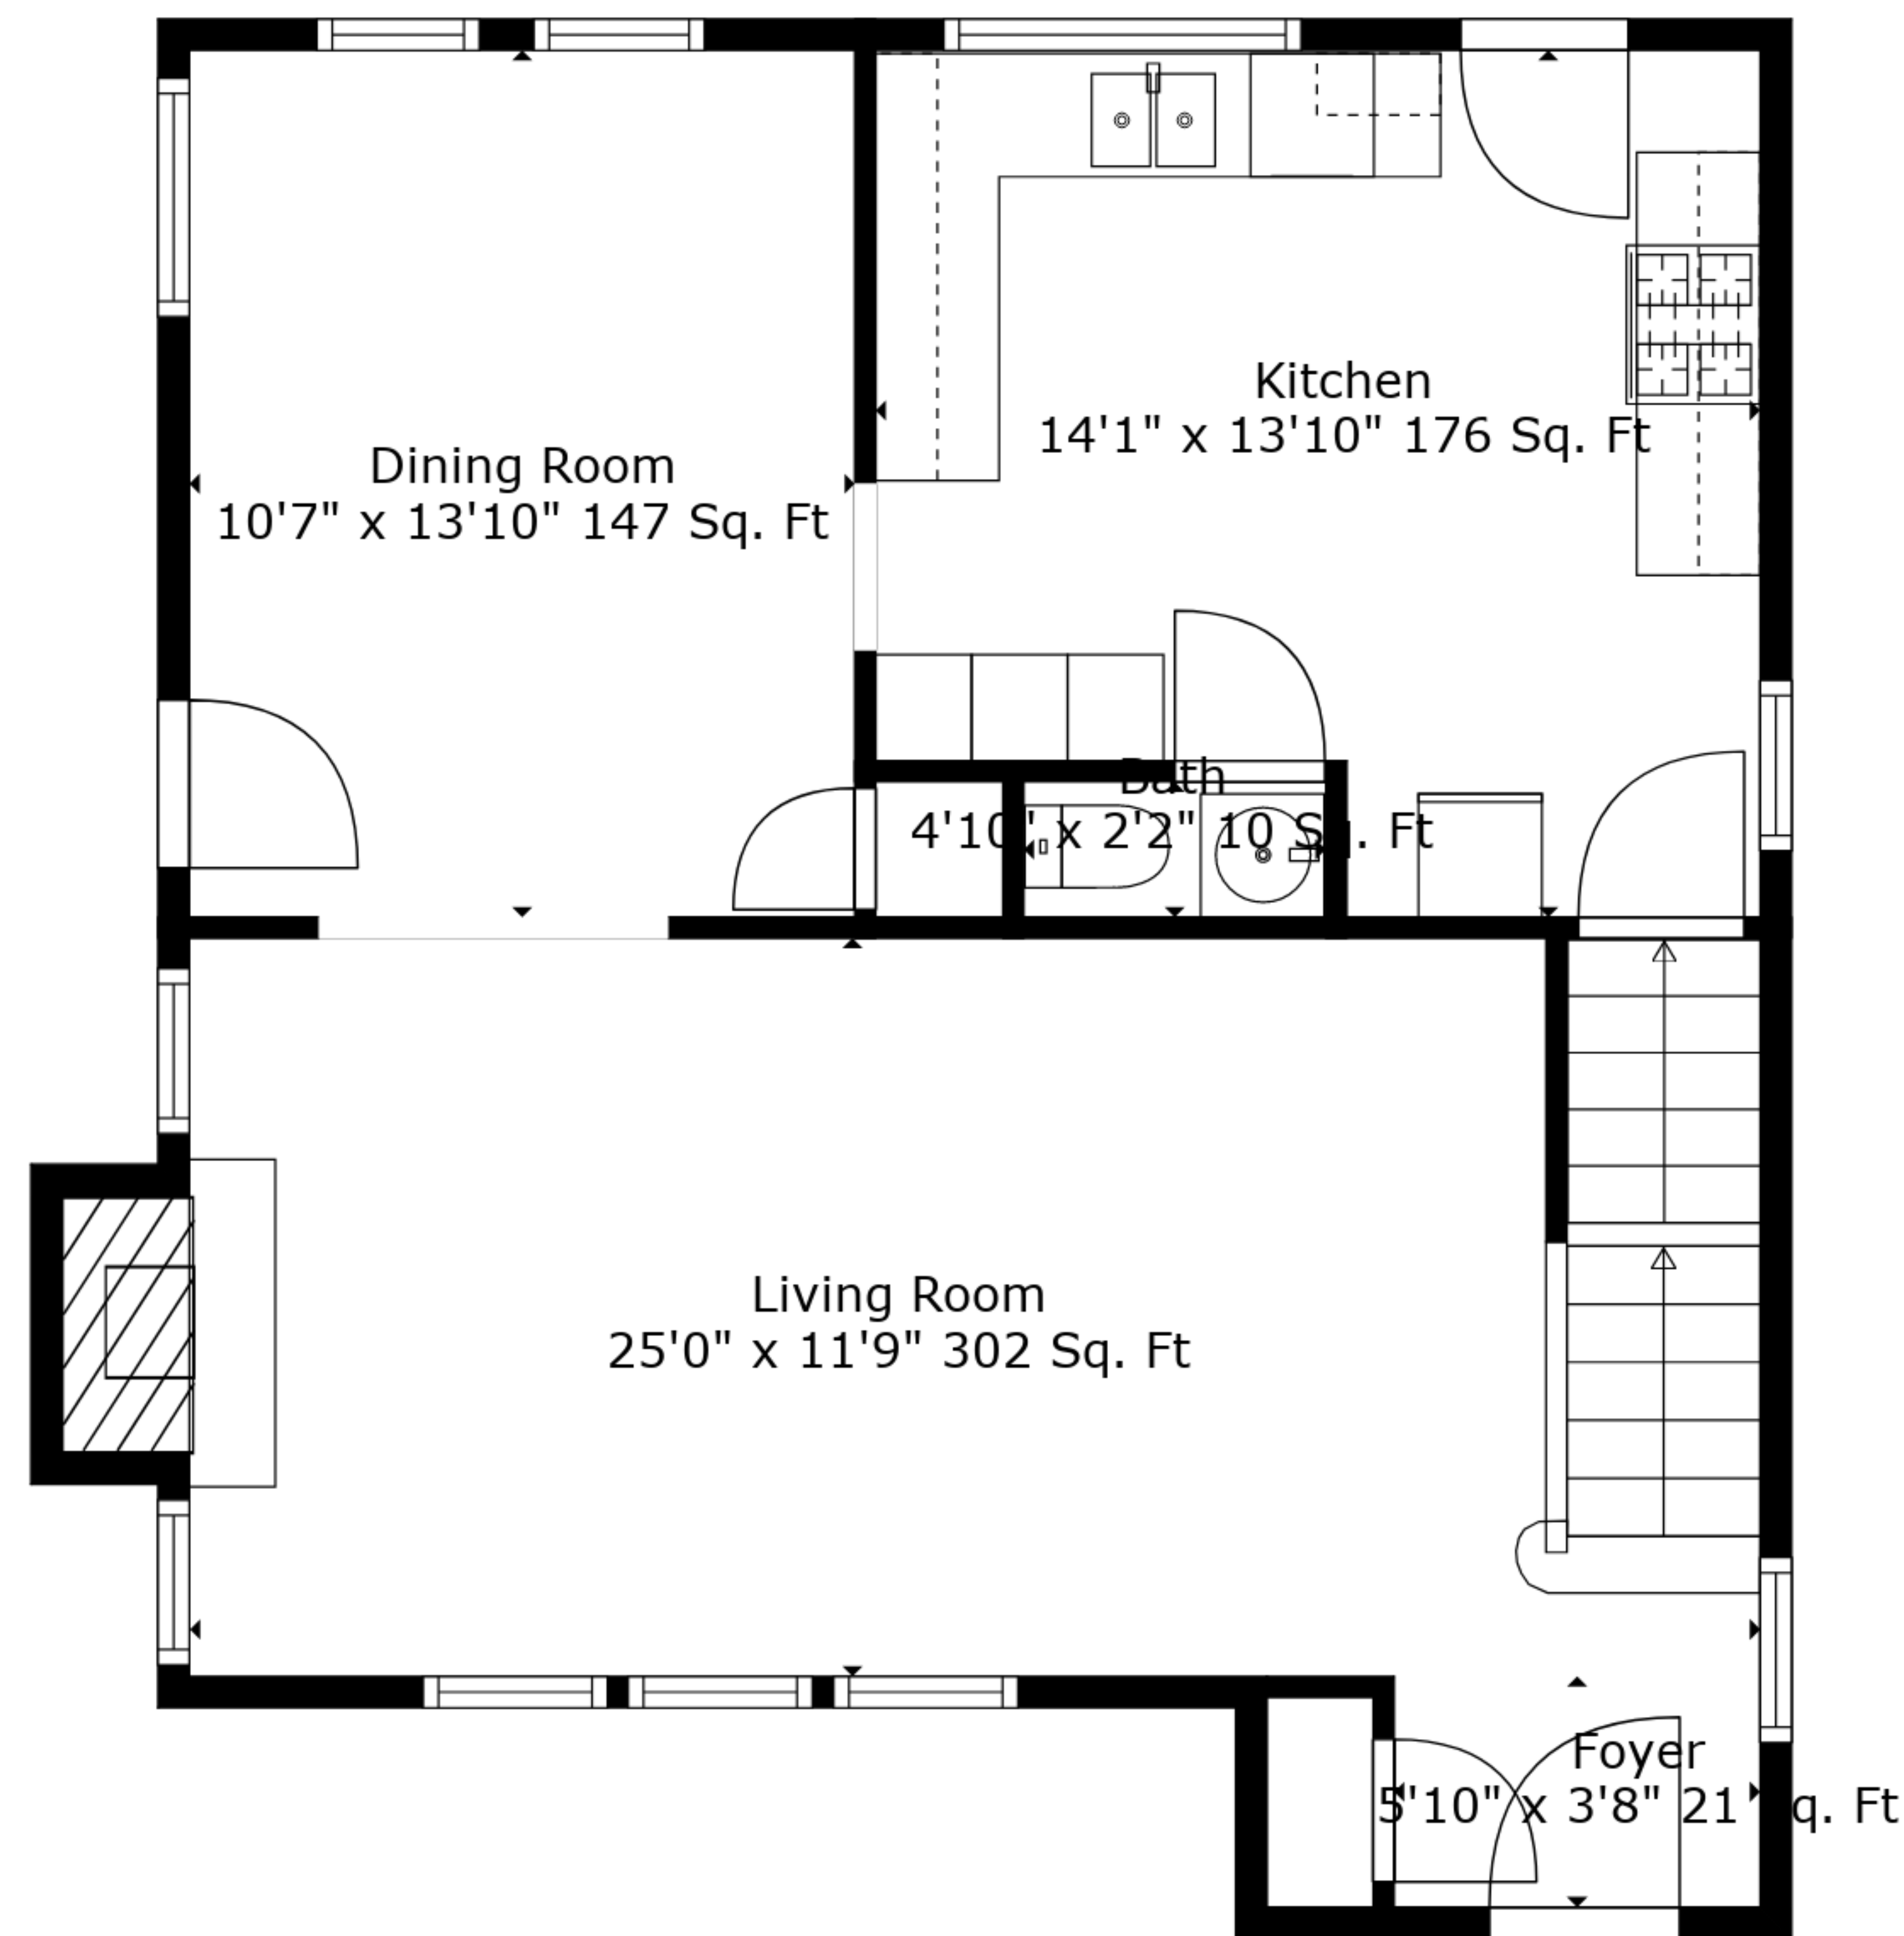 Kitchen
14'1" x 13'10" 176 Sq. Ft
Dining Room
10'7" x 13'10" 147 Sq. Ft
Bath
4'10" x 2'2" 10 Sq. Ft
Living Room
25'0" x 11'9" 302 Sq. Ft
Foyer
5'10" x 3'8" 21 Sq. Ft